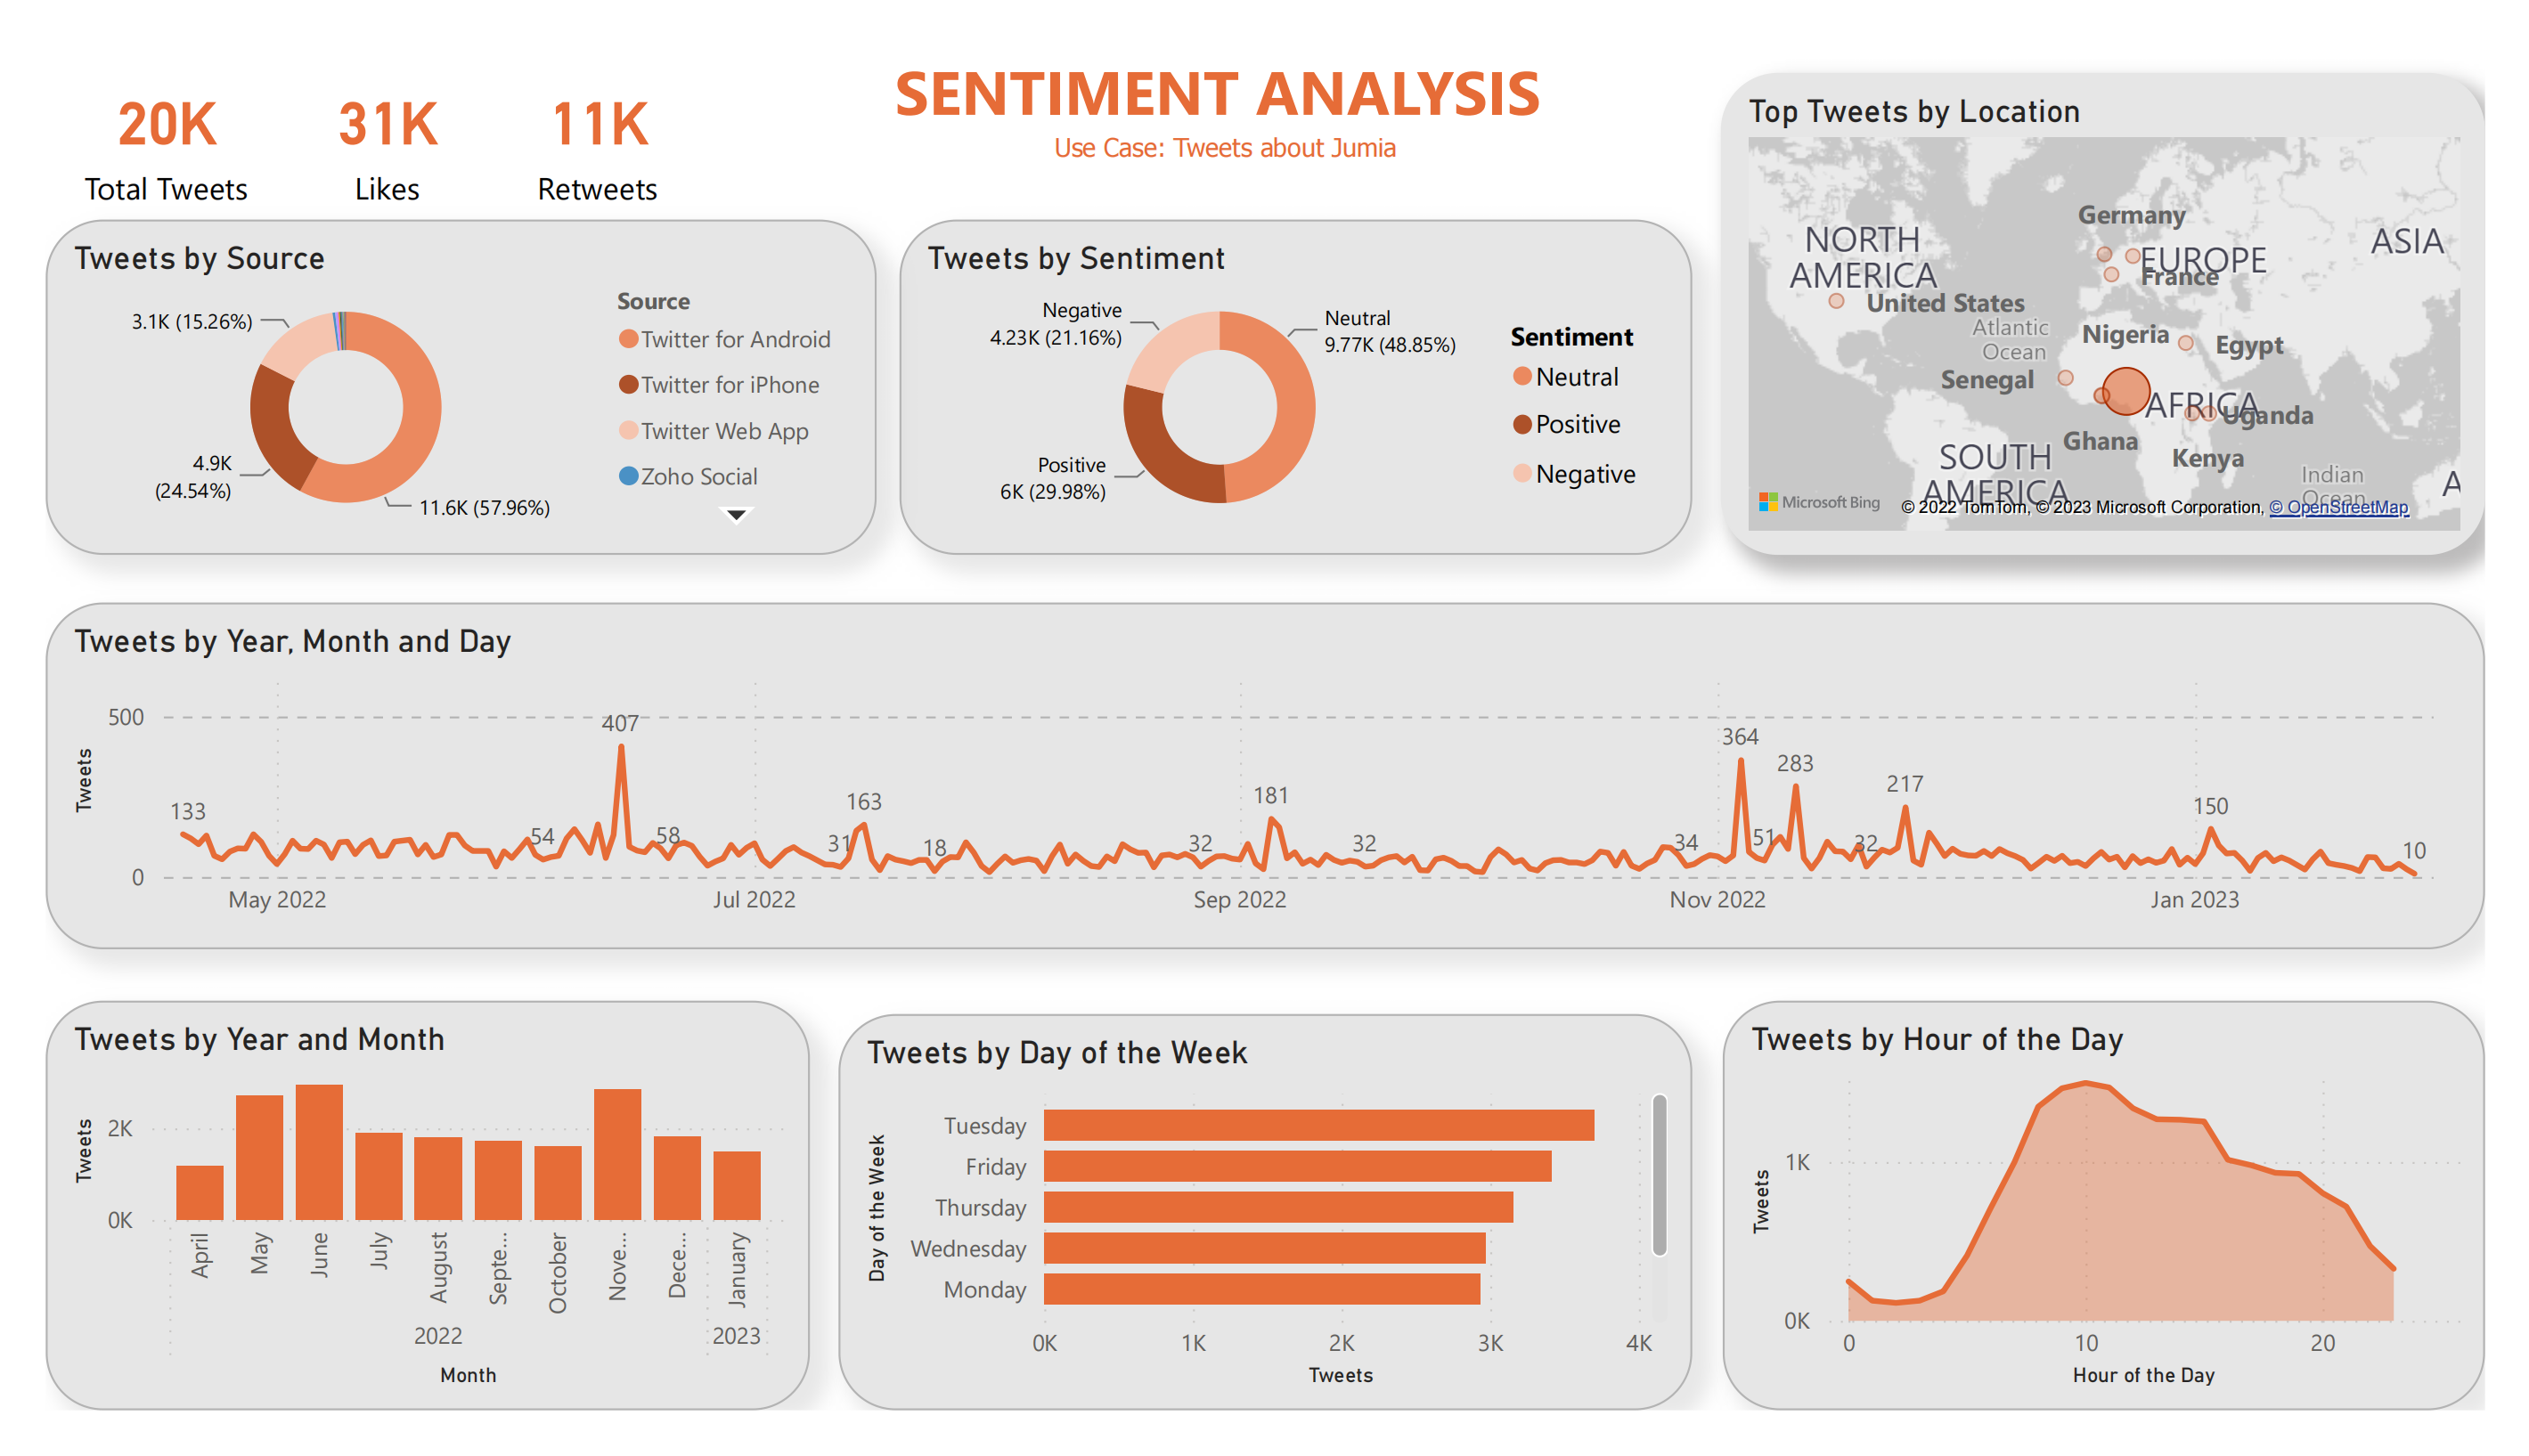 SENTIMENT ANALYSIS
Use Case: Tweets about Jumia
20K
Total Tweets
31K
Likes
11K
Retweets
Tweets by Source
3.1K (15.26%)
4.9K
(24.54%)
11.6K (57.96%)
Source
Twitter for Android
Twitter for iPhone
Twitter Web App
Zoho Social
Tweets by Sentiment
Negative
4.23K (21.16%)
Neutral
9.77K (48.85%)
Positive
6K (29.98%)
Sentiment
Neutral
Positive
Negative
Top Tweets by Location
NORTH
AMERICA
United States
Germany
EUROPE
France
ASIA
Atlantic
Ocean
Nigeria
Egypt
Senegal
AFRICA
Uganda
Ghana
Kenya
SOUTH
AMERICA
Indian
Ocean
A
Microsoft Bing
© 2022 TomTom, © 2023 Microsoft Corporation, © OpenStreetMap
Tweets by Year, Month and Day
Tweets
500
0
133
54
407
58
31
163
18
32
181
32
34
364
51
283
32
217
150
10
May 2022
Jul 2022
Sep 2022
Nov 2022
Jan 2023
Tweets by Year and Month
Tweets
2K
0K
April
May
June
July
August
Septe...
October
Nove...
Dece...
January
2022
2023
Month
Tweets by Day of the Week
Day of the Week
Tuesday
Friday
Thursday
Wednesday
Monday
0K
1K
2K
3K
4K
Tweets
Tweets by Hour of the Day
Tweets
1K
0K
0
10
20
Hour of the Day